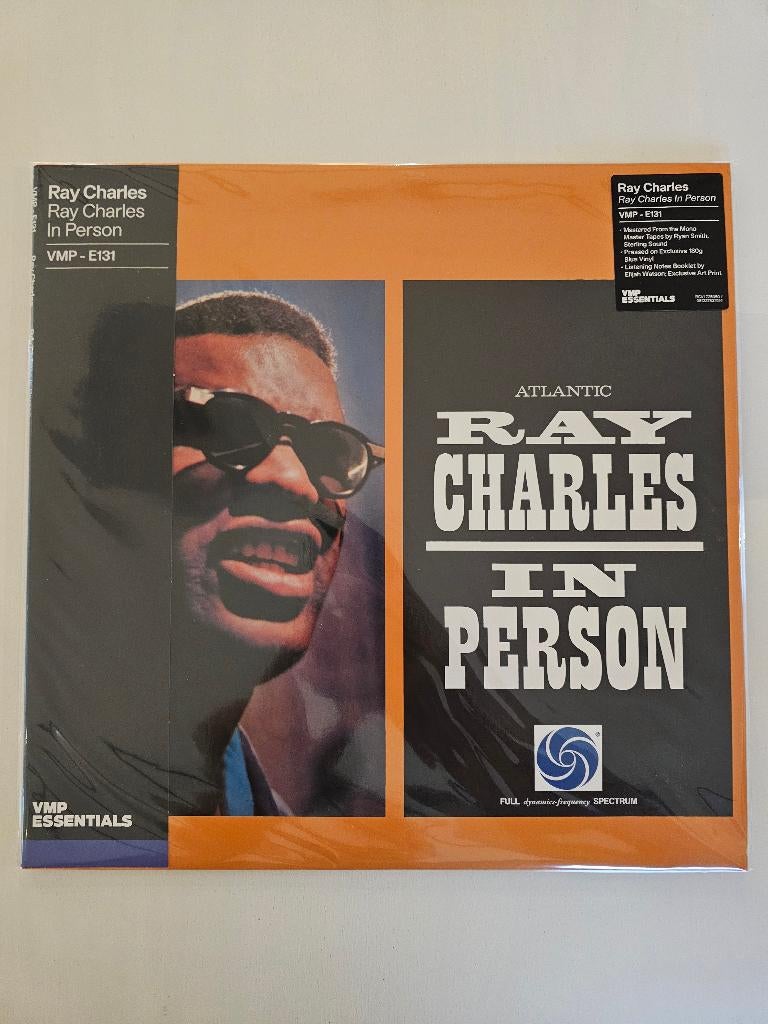 Ray Charles
Ray Charles
In Person
VMP - E131
VMP
ESSENTIALS
ATLANTIC
RAY
CHARLES
IN
PERSON
®
FULL dynamics-frequency SPECTRUM
Ray Charles
Ray Charles In Person
VMP - E131
• Mastered From the Mono
Master Tapes by Ryan Smith,
Sterling Sound
• Pressed on Exclusive 180g
Blue Vinyl
• Listening Notes Booklet by
Elijah Watson; Exclusive Art Print
VMP
ESSENTIALS